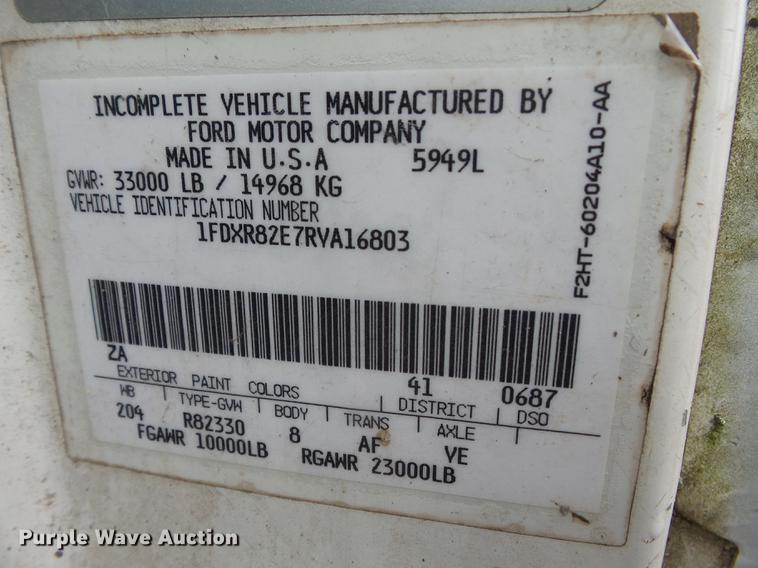 INCOMPLETE VEHICLE MANUFACTURED BY
FORD MOTOR COMPANY
MADE IN U.S.A 5949L
GVWR: 33000 LB / 14968 KG
VEHICLE IDENTIFICATION NUMBER
1FDXR82E7RVA16803
F2HT-60204A10-AA
ZA 41 0687
EXTERIOR PAINT COLORS DISTRICT DSO
WB TYPE-GVW BODY TRANS AXLE
204 R82330 8 AF YE
FGAWR 10000LB RGAWR 23000LB
Purple Wave Auction